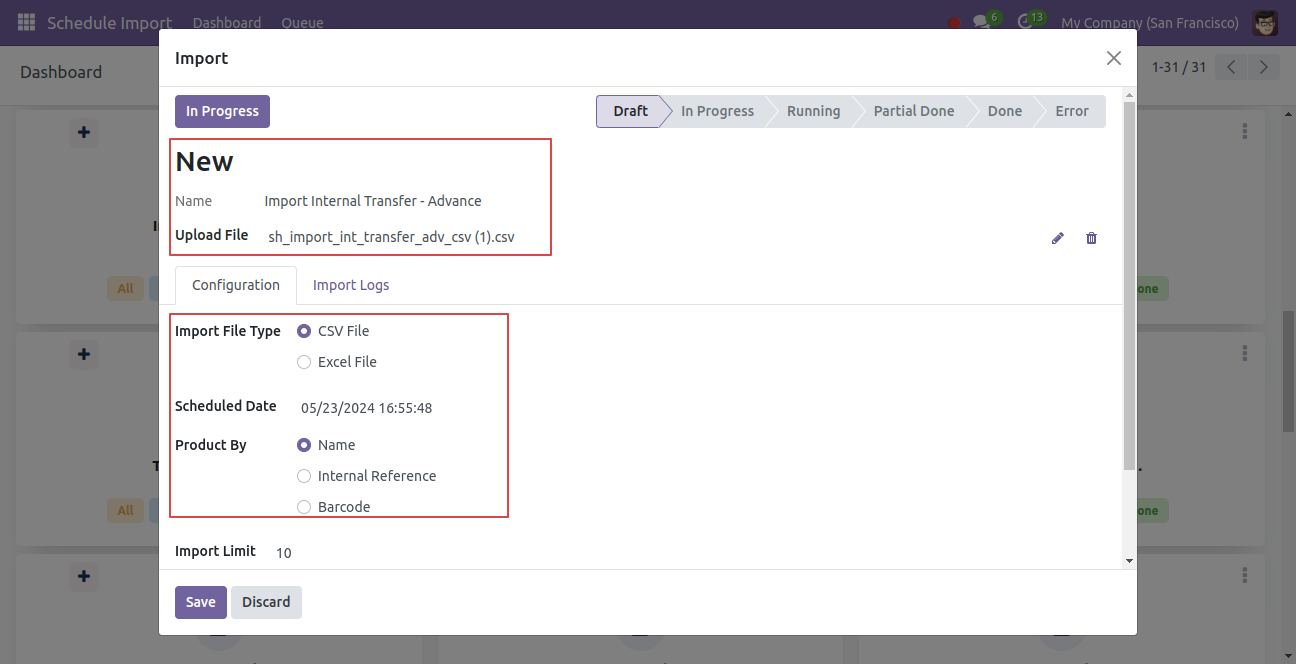 Schedule Import Dashboard Queue 6 13 My Company (San Francisco)
Dashboard 1-31 / 31
Import
In Progress Draft In Progress Running Partial Done Done Error
New
Name Import Internal Transfer - Advance
Upload File sh_import_int_transfer_adv_csv (1).csv
Configuration Import Logs
All
Import File Type CSV File
Excel File
Scheduled Date 05/23/2024 16:55:48
Product By Name
Internal Reference
Barcode
All
Import Limit 10
Save Discard